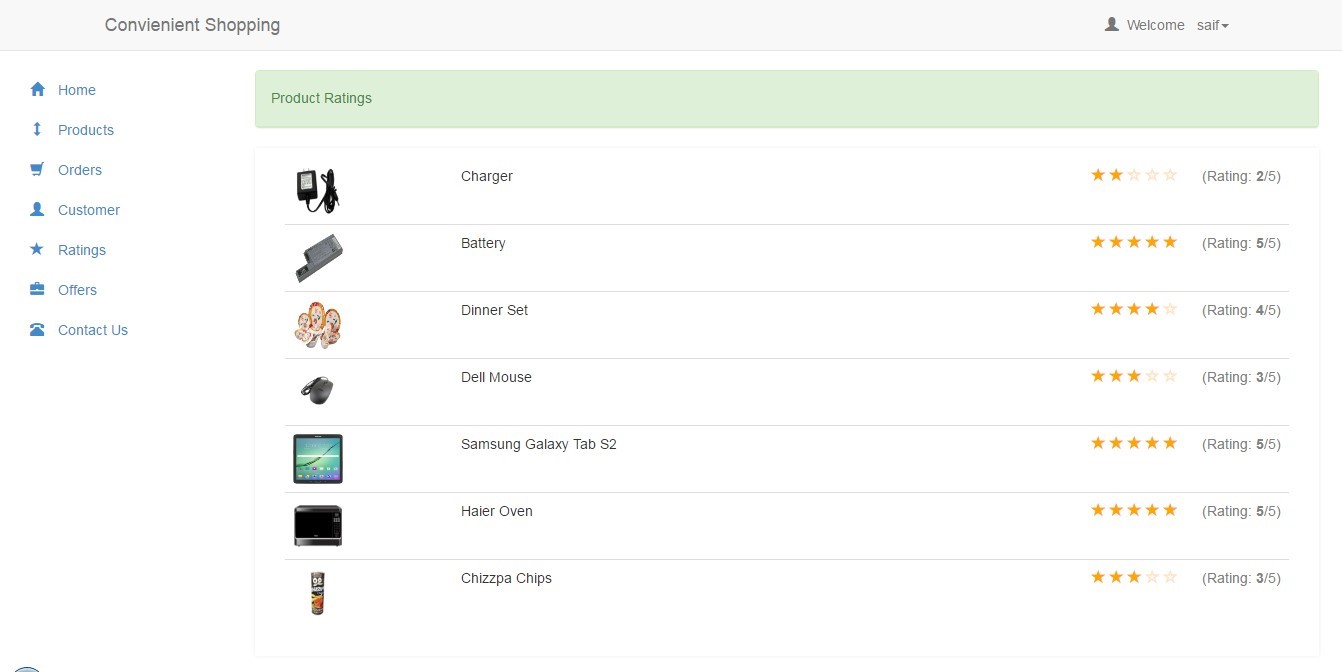 Convienient Shopping
Welcome saif
Home
Products
Orders
Customer
Ratings
Offers
Contact Us
Product Ratings
Charger (Rating: 2/5)
Battery (Rating: 5/5)
Dinner Set (Rating: 4/5)
Dell Mouse (Rating: 3/5)
Samsung Galaxy Tab S2 (Rating: 5/5)
Haier Oven (Rating: 5/5)
Chizzpa Chips (Rating: 3/5)